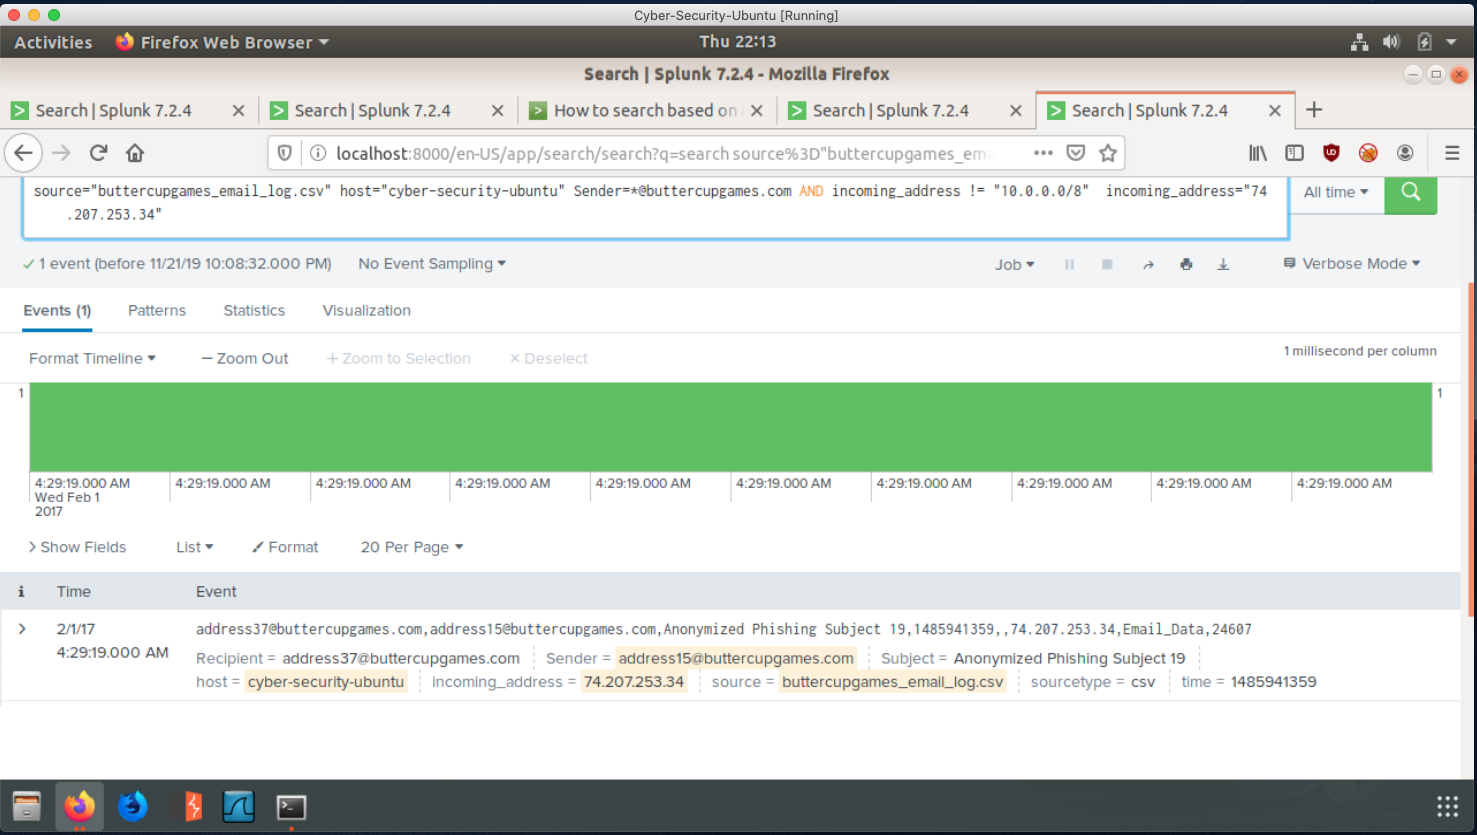 Cyber-Security-Ubuntu [Running]
Activities Firefox Web Browser Thu 22:13
Search | Splunk 7.2.4 - Mozilla Firefox
Search | Splunk 7.2.4 Search | Splunk 7.2.4 How to search based on Search | Splunk 7.2.4 Search | Splunk 7.2.4
localhost:8000/en-US/app/search/search?q=search source%3D"buttercupgames_ema
source="buttercupgames_email_log.csv" host="cyber-security-ubuntu" Sender=*@buttercupgames.com AND incoming_address != "10.0.0.0/8" incoming_address="74
.207.253.34"
All time
1 event (before 11/21/19 10:08:32.000 PM) No Event Sampling Job Verbose Mode
Events (1) Patterns Statistics Visualization
Format Timeline − Zoom Out + Zoom to Selection × Deselect 1 millisecond per column
1 1
4:29:19.000 AM 4:29:19.000 AM 4:29:19.000 AM 4:29:19.000 AM 4:29:19.000 AM 4:29:19.000 AM 4:29:19.000 AM 4:29:19.000 AM 4:29:19.000 AM 4:29:19.000 AM
Wed Feb 1
2017
> Show Fields List Format 20 Per Page
i Time Event
> 2/1/17 address37@buttercupgames.com,address15@buttercupgames.com,Anonymized Phishing Subject 19,1485941359,,74.207.253.34,Email_Data,24607
4:29:19.000 AM
Recipient = address37@buttercupgames.com Sender = address15@buttercupgames.com Subject = Anonymized Phishing Subject 19
host = cyber-security-ubuntu incoming_address = 74.207.253.34 source = buttercupgames_email_log.csv sourcetype = csv time = 1485941359